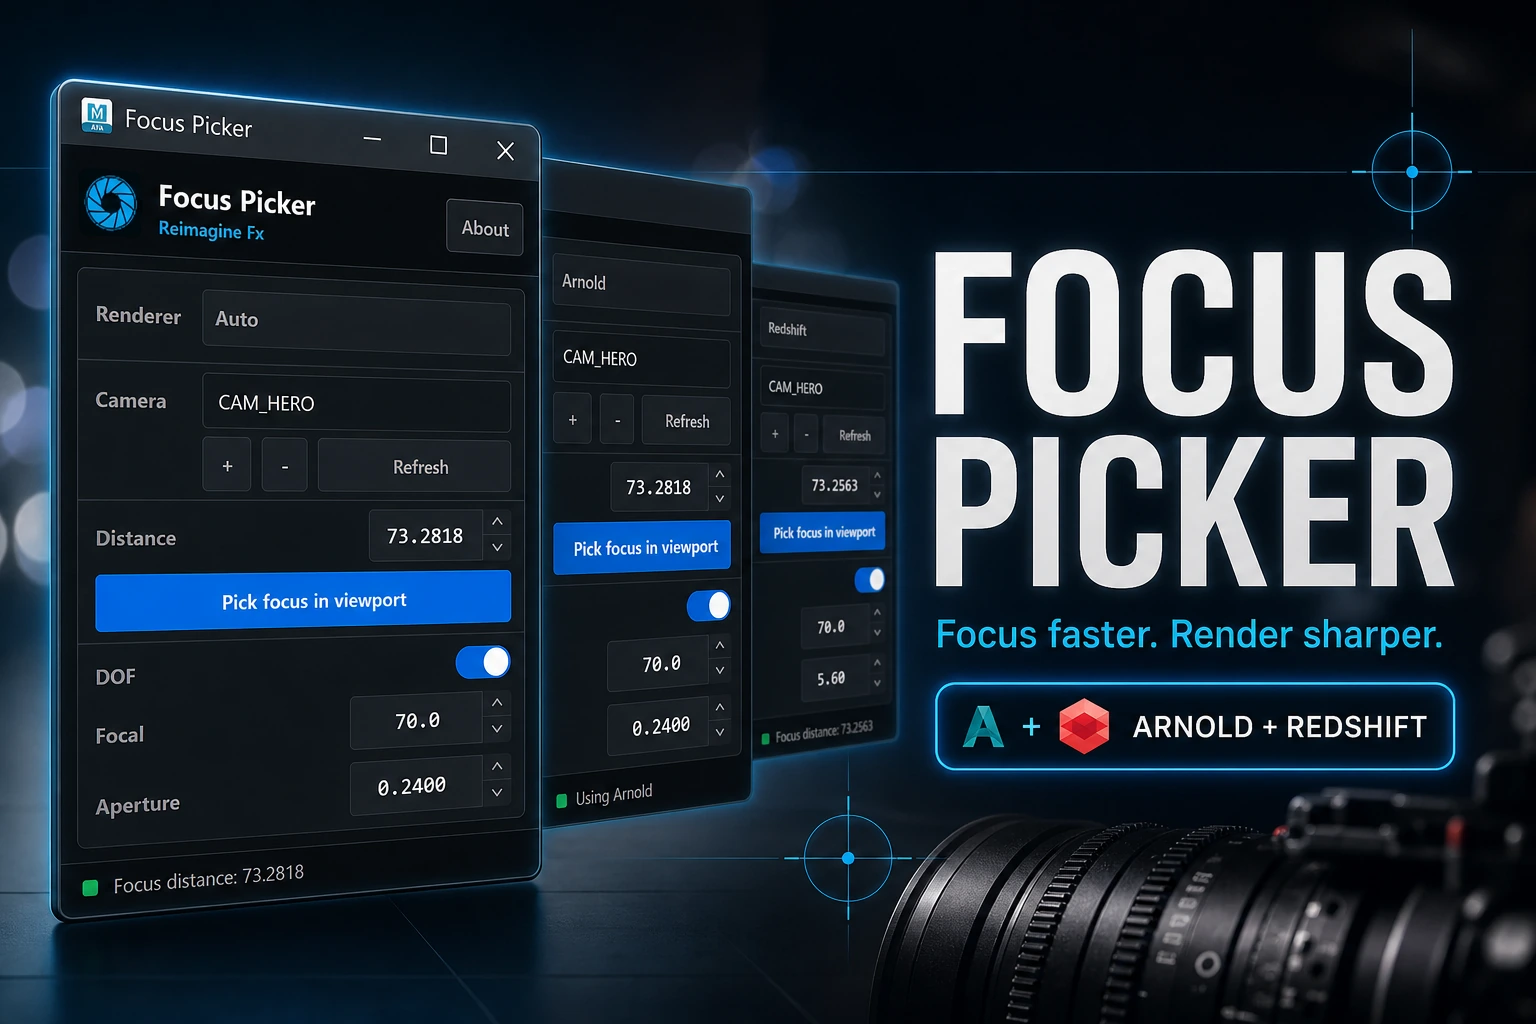 M
AYA
Focus Picker
Focus Picker
Reimagine Fx
About
Renderer
Auto
Camera
CAM_HERO
+
-
Refresh
Distance
73.2818
Pick focus in viewport
DOF
Focal
70.0
Aperture
0.2400
Focus distance: 73.2818
Arnold
CAM_HERO
+
-
Refresh
73.2818
Pick focus in viewport
70.0
0.2400
Using Arnold
Redshift
CAM_HERO
+
-
Refresh
73.2563
Pick focus in viewport
70.0
5.60
Focus distance: 73.2563
FOCUS
PICKER
Focus faster. Render sharper.
+ ARNOLD + REDSHIFT